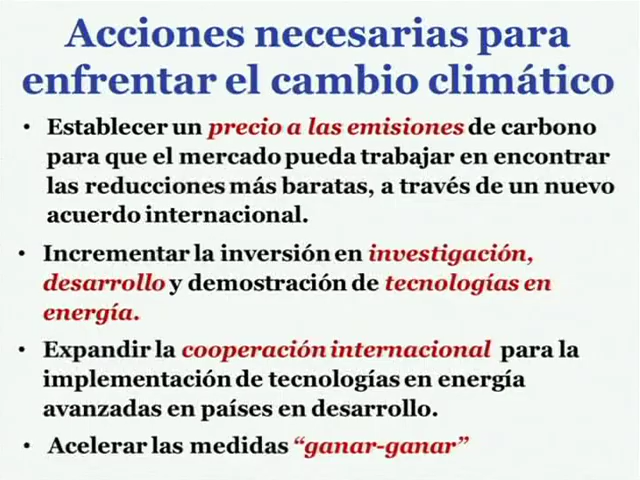 Acciones necesarias para
enfrentar el cambio climático
• Establecer un precio a las emisiones de carbono
para que el mercado pueda trabajar en encontrar
las reducciones más baratas, a través de un nuevo
acuerdo internacional.
• Incrementar la inversión en investigación,
desarrollo y demostración de tecnologías en
energía.
• Expandir la cooperación internacional para la
implementación de tecnologías en energía
avanzadas en países en desarrollo.
• Acelerar las medidas “ganar-ganar”